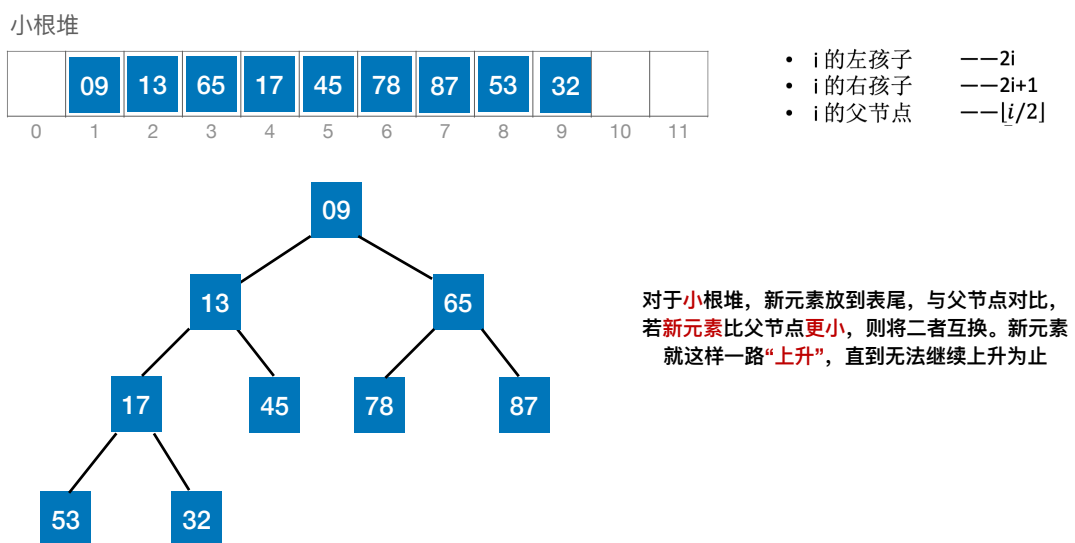 小根堆
09 13 65 17 45 78 87 53 32
0 1 2 3 4 5 6 7 8 9 10 11
• i 的左孩子 ——2i
• i 的右孩子 ——2i+1
• i 的父节点 ——⌊i/2⌋
09
13 65
17 45 78 87
53 32
对于小根堆，新元素放到表尾，与父节点对比，
若新元素比父节点更小，则将二者互换。新元素
就这样一路“上升”，直到无法继续上升为止